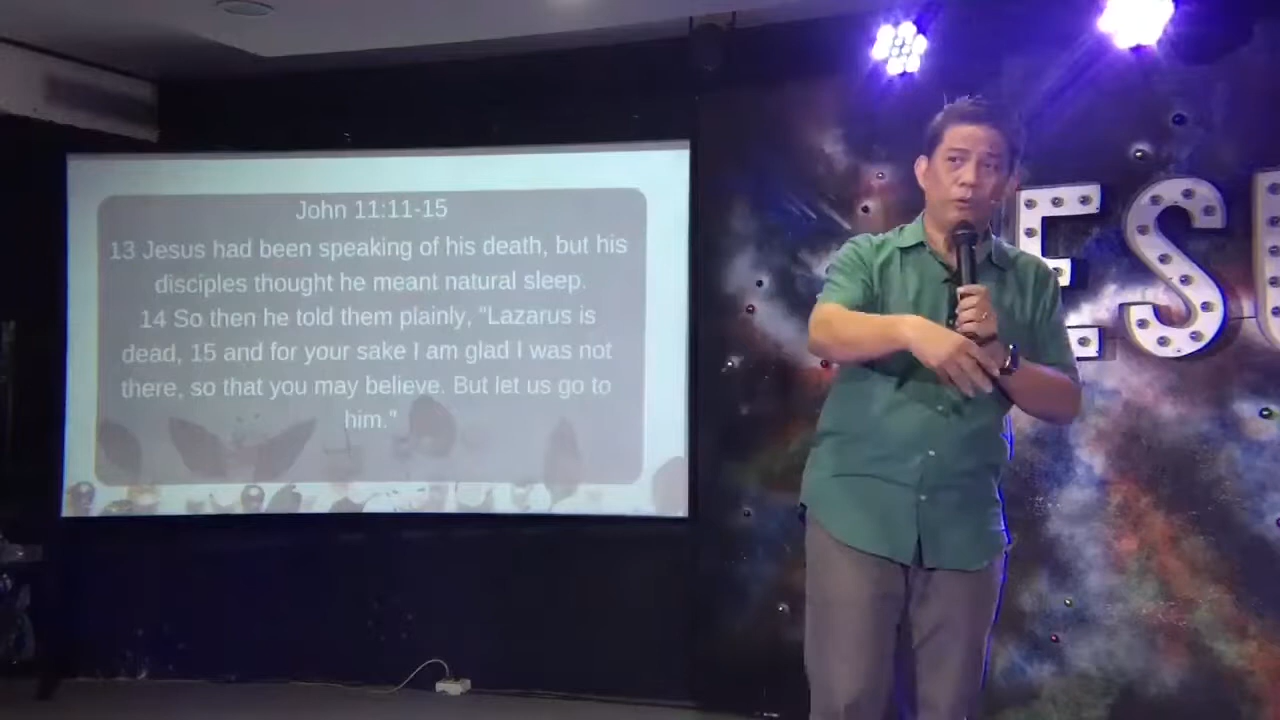 John 11:11-15
13 Jesus had been speaking of his death, but his
disciples thought he meant natural sleep.
14 So then he told them plainly, "Lazarus is
dead, 15 and for your sake I am glad I was not
there, so that you may believe. But let us go to
him."
ESU